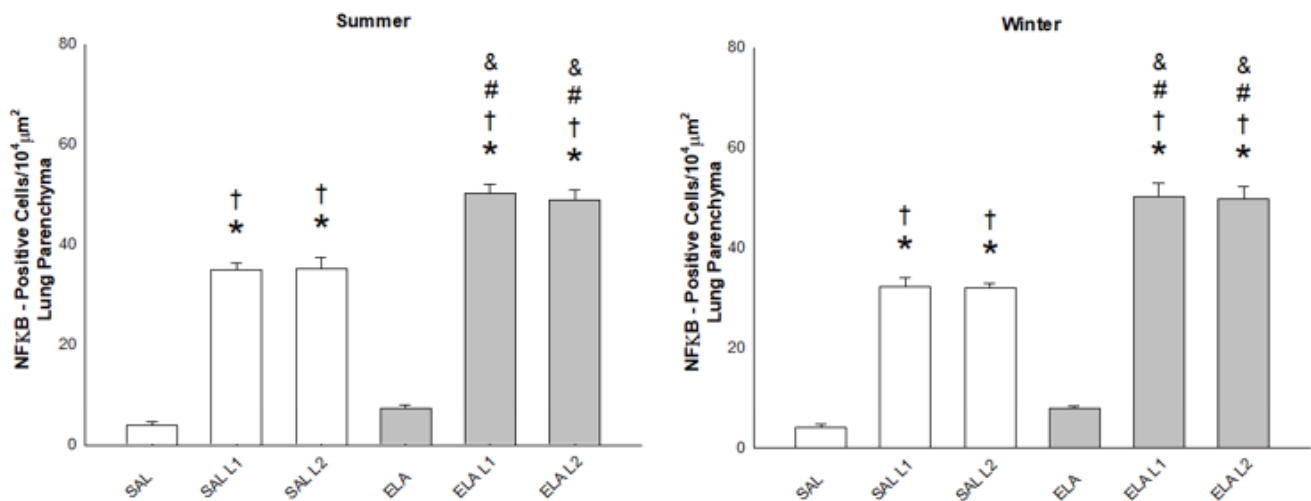 Summer
NFKB - Positive Cells/10⁴μm²
Lung Parenchyma
80
60
40
20
0
† 
*
†
*
&
#
†
*
&
#
†
*
SAL
SAL L1
SAL L2
ELA
ELA L1
ELA L2
Winter
NFKB - Positive Cells/10⁴μm²
Lung Parenchyma
80
60
40
20
0
†
*
†
*
&
#
†
*
&
#
†
*
SAL
SAL L1
SAL L2
ELA
ELA L1
ELA L2